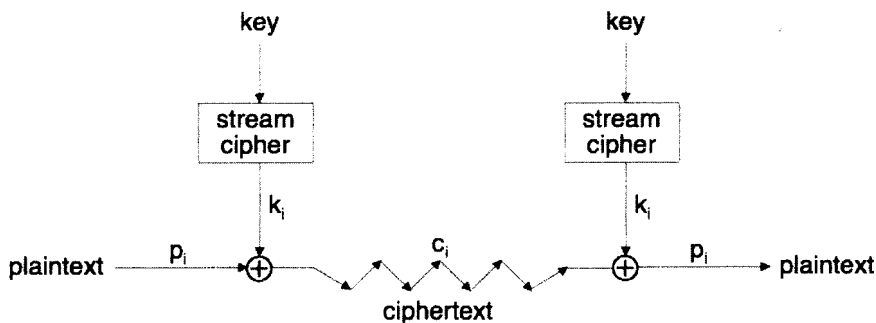 key
key
stream
cipher
stream
cipher
kᵢ
kᵢ
plaintext
pᵢ
cᵢ
pᵢ
plaintext
ciphertext